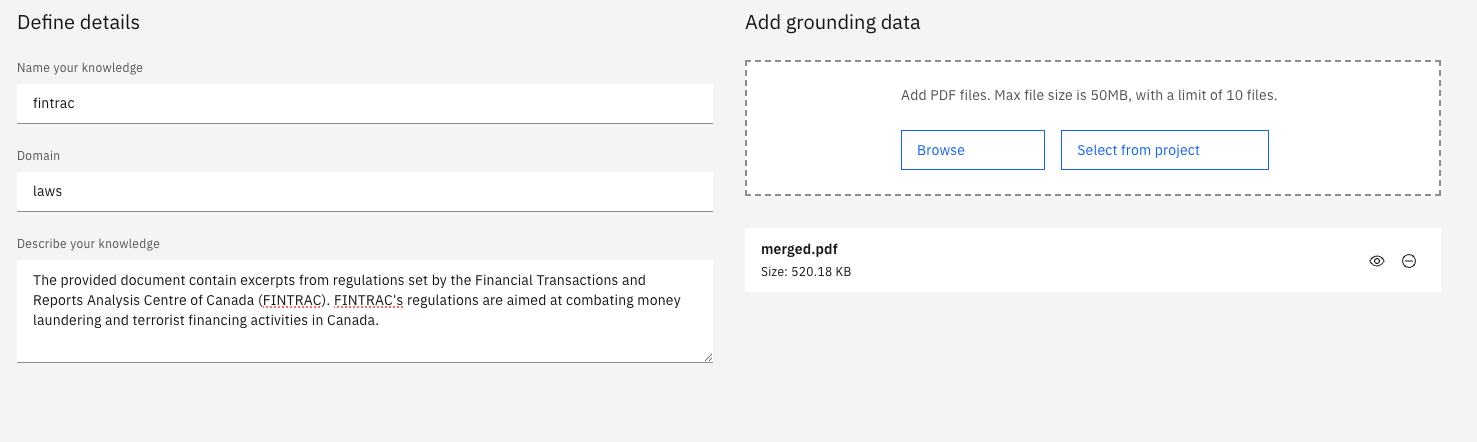 Define details
Name your knowledge
fintrac
Domain
laws
Describe your knowledge
The provided document contain excerpts from regulations set by the Financial Transactions and
Reports Analysis Centre of Canada (FINTRAC). FINTRAC's regulations are aimed at combating money
laundering and terrorist financing activities in Canada.
Add grounding data
Add PDF files. Max file size is 50MB, with a limit of 10 files.
Browse
Select from project
merged.pdf
Size: 520.18 KB